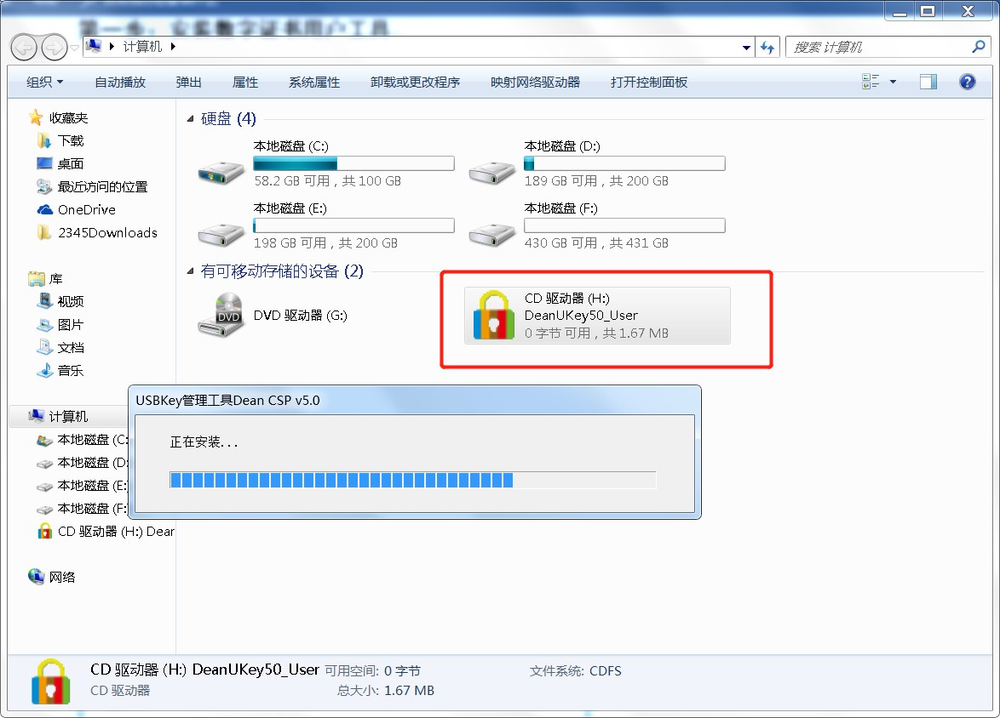 第一步：安装数字证书用户工具
计算机
搜索 计算机
组织 自动播放 弹出 属性 系统属性 卸载或更改程序 映射网络驱动器 打开控制面板
收藏夹
下载
桌面
最近访问的位置
OneDrive
2345Downloads
库
视频
图片
文档
音乐
计算机
本地磁盘 (C:
本地磁盘 (D:
本地磁盘 (E:)
本地磁盘 (F:)
CD 驱动器 (H:) Dear
网络
硬盘 (4)
本地磁盘 (C:)
58.2 GB 可用，共 100 GB
本地磁盘 (D:)
189 GB 可用，共 200 GB
本地磁盘 (E:)
198 GB 可用，共 200 GB
本地磁盘 (F:)
430 GB 可用，共 431 GB
有可移动存储的设备 (2)
DVD
DVD 驱动器 (G:)
CD 驱动器 (H:)
DeanUKey50_User
0 字节 可用，共 1.67 MB
USBKey管理工具Dean CSP v5.0
正在安装...
CD 驱动器 (H:) DeanUKey50_User 可用空间: 0 字节 文件系统: CDFS
CD 驱动器 总大小: 1.67 MB